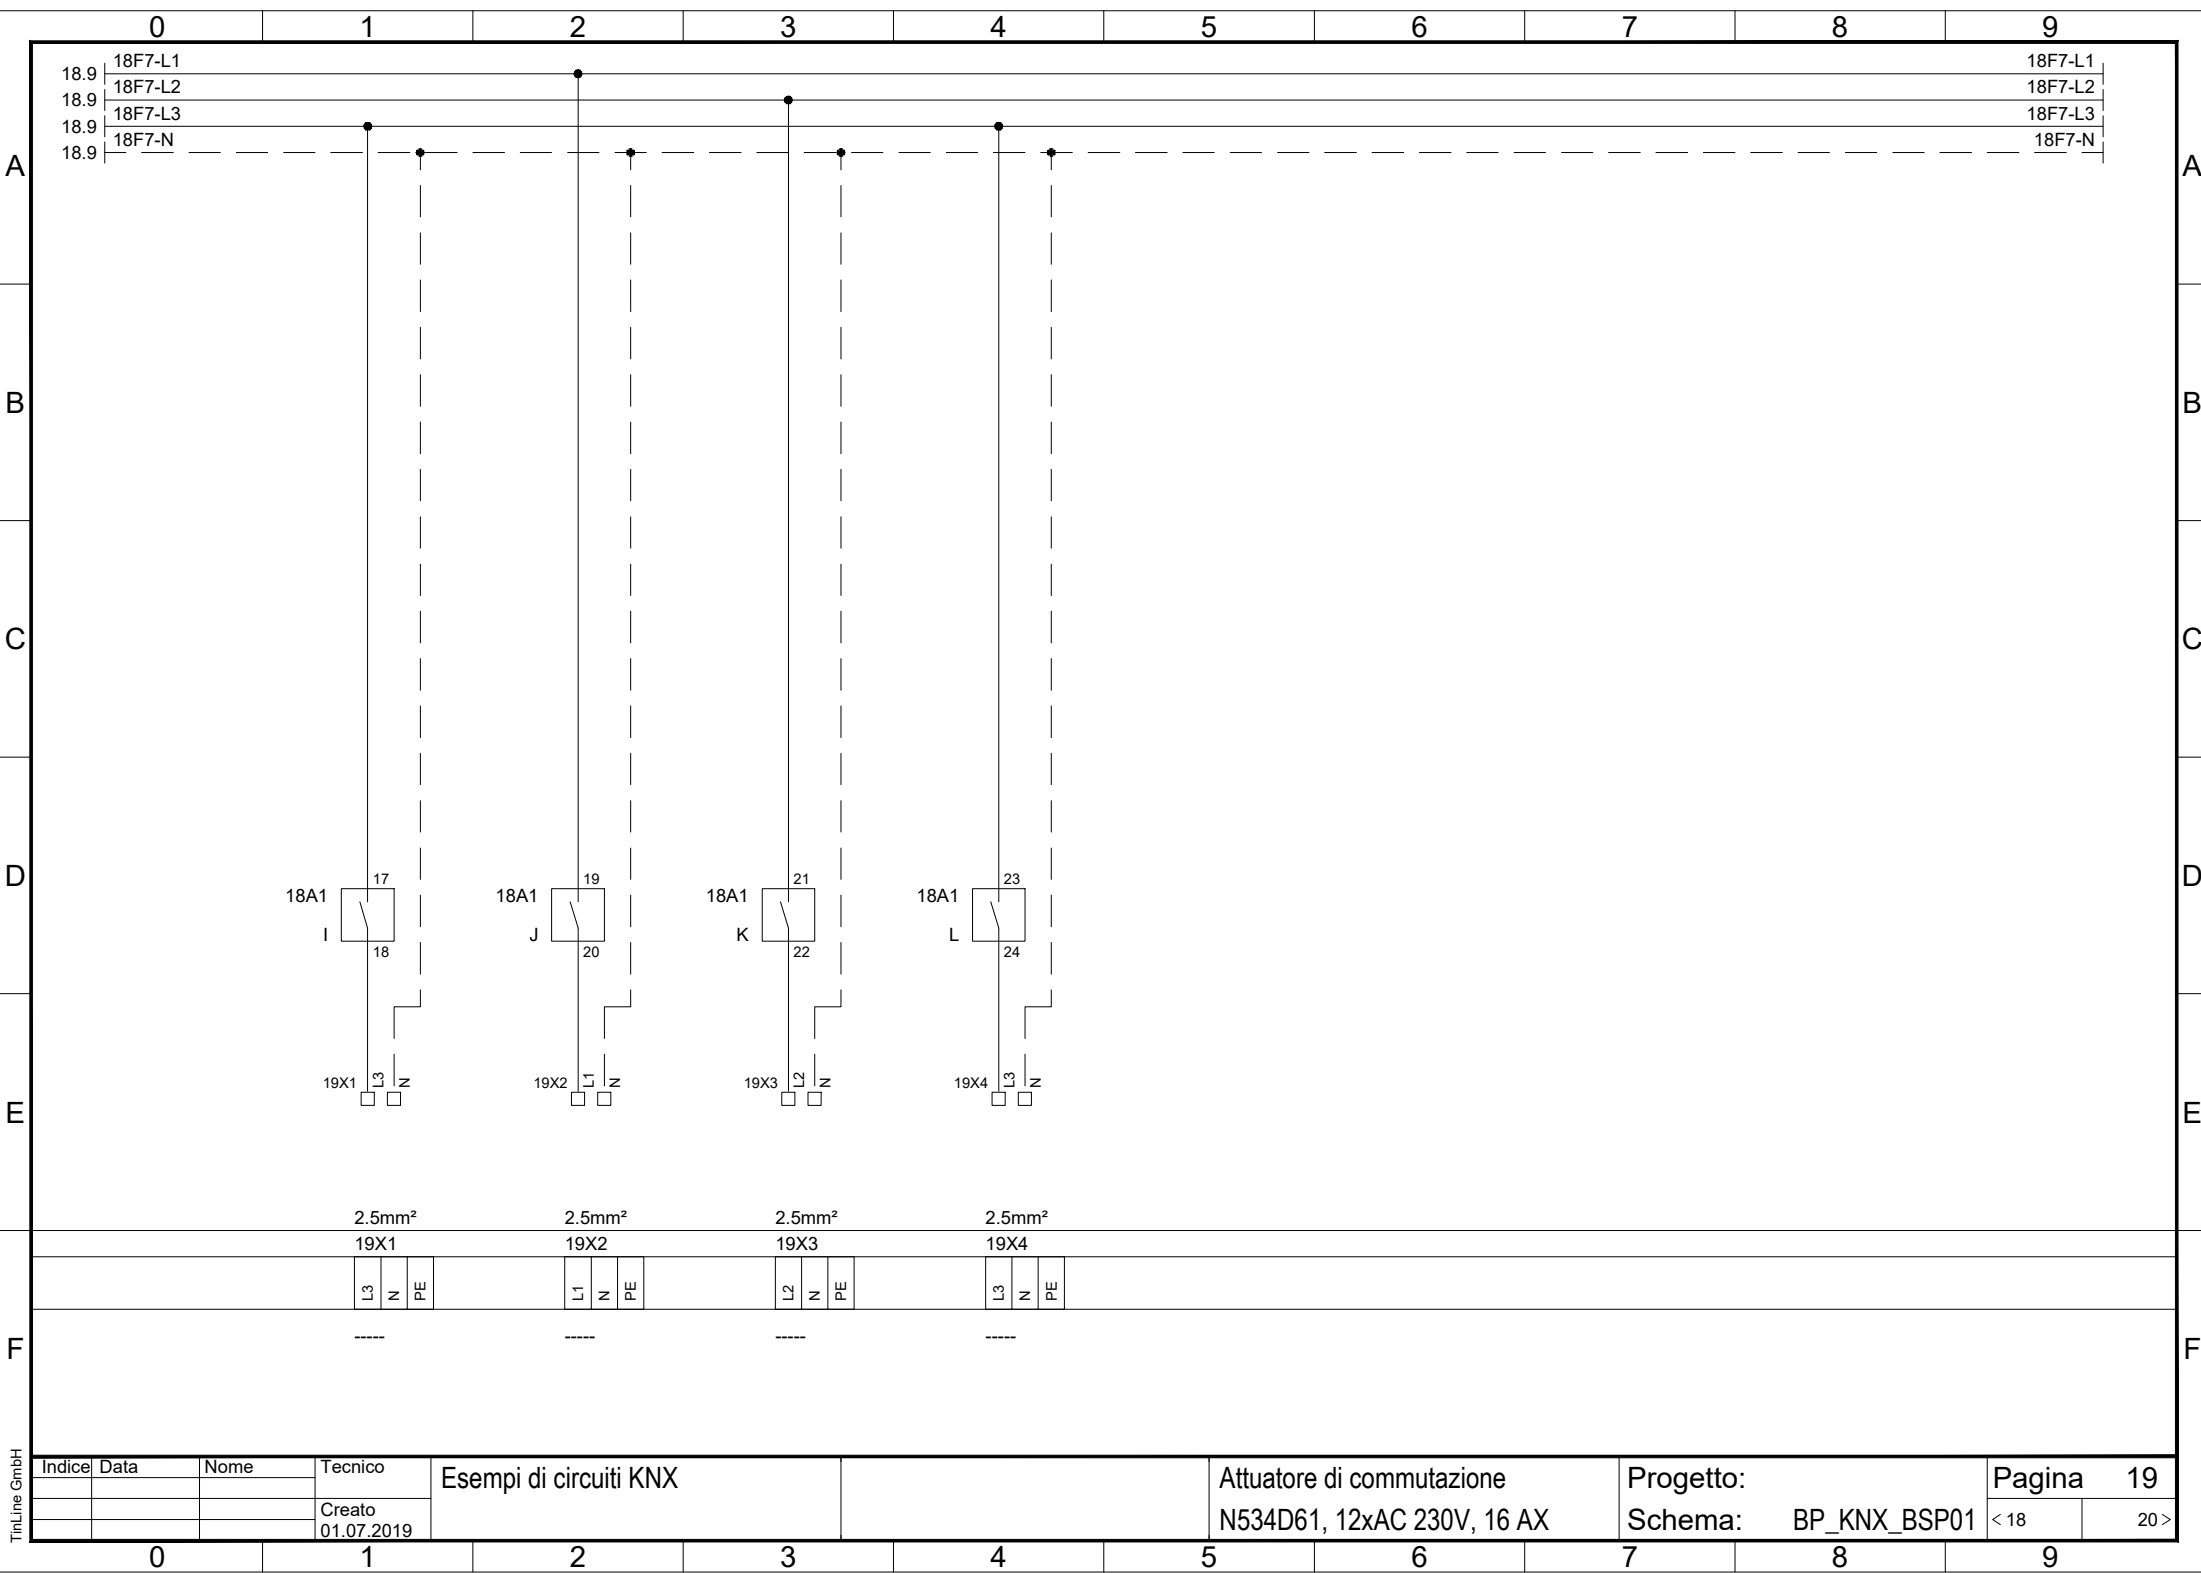 0 1 2 3 4 5 6 7 8 9
18.9 18F7-L1 18F7-L1
18.9 18F7-L2 18F7-L2
18.9 18F7-L3 18F7-L3
18.9 18F7-N 18F7-N
A A
B B
C C
D D
17 19 21 23
18A1 18A1 18A1 18A1
I J K L
18 20 22 24
19X1 L3 N 19X2 L1 N 19X3 L2 N 19X4 L3 N
E E
2.5mm² 2.5mm² 2.5mm² 2.5mm²
19X1 19X2 19X3 19X4
L3 N PE L1 N PE L2 N PE L3 N PE
----- ----- ----- -----
F F
TinLine GmbH
Indice Data Nome Tecnico
Creato
01.07.2019
Esempi di circuiti KNX
Attuatore di commutazione
N534D61, 12xAC 230V, 16 AX
Progetto:
Schema: BP_KNX_BSP01
Pagina 19
< 18 20 >
0 1 2 3 4 5 6 7 8 9